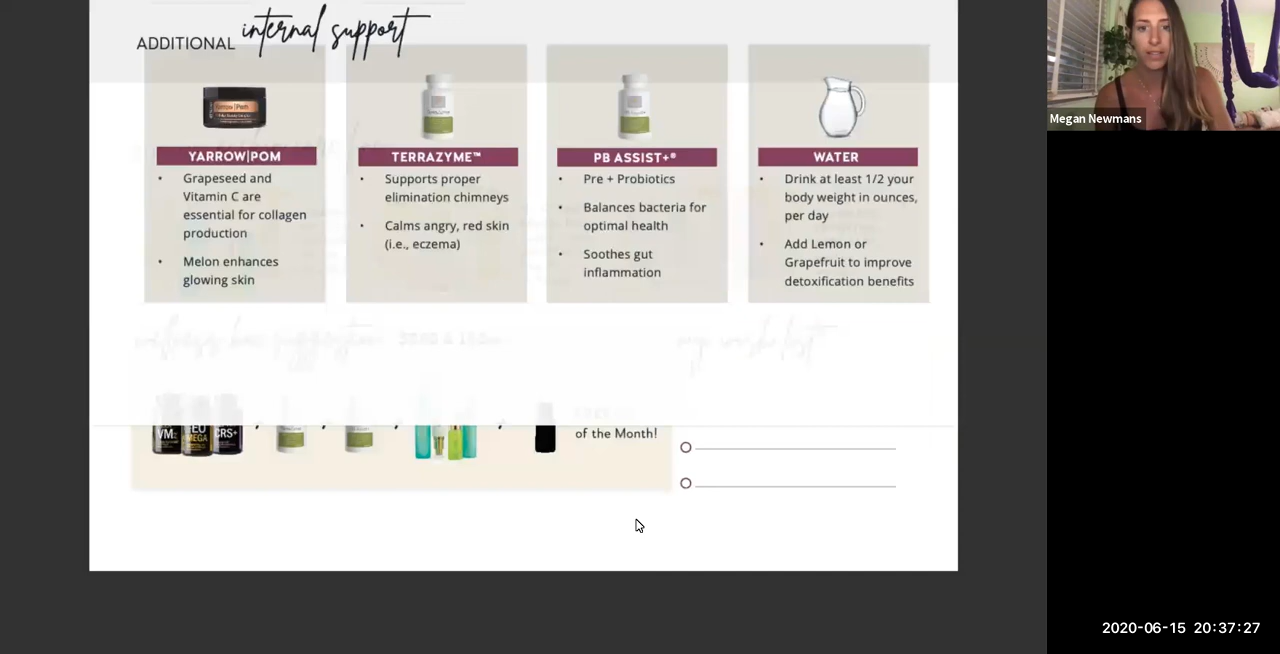 ADDITIONAL internal support
YARROW|POM
Grapeseed and
Vitamin C are
essential for collagen
production
Melon enhances
glowing skin
TERRAZYME™
Supports proper
elimination chimneys
Calms angry, red skin
(i.e., eczema)
PB ASSIST+®
Pre + Probiotics
Balances bacteria for
optimal health
Soothes gut
inflammation
WATER
Drink at least 1/2 your
body weight in ounces,
per day
Add Lemon or
Grapefruit to improve
detoxification benefits
of the Month!
Megan Newmans
2020-06-15 20:37:27